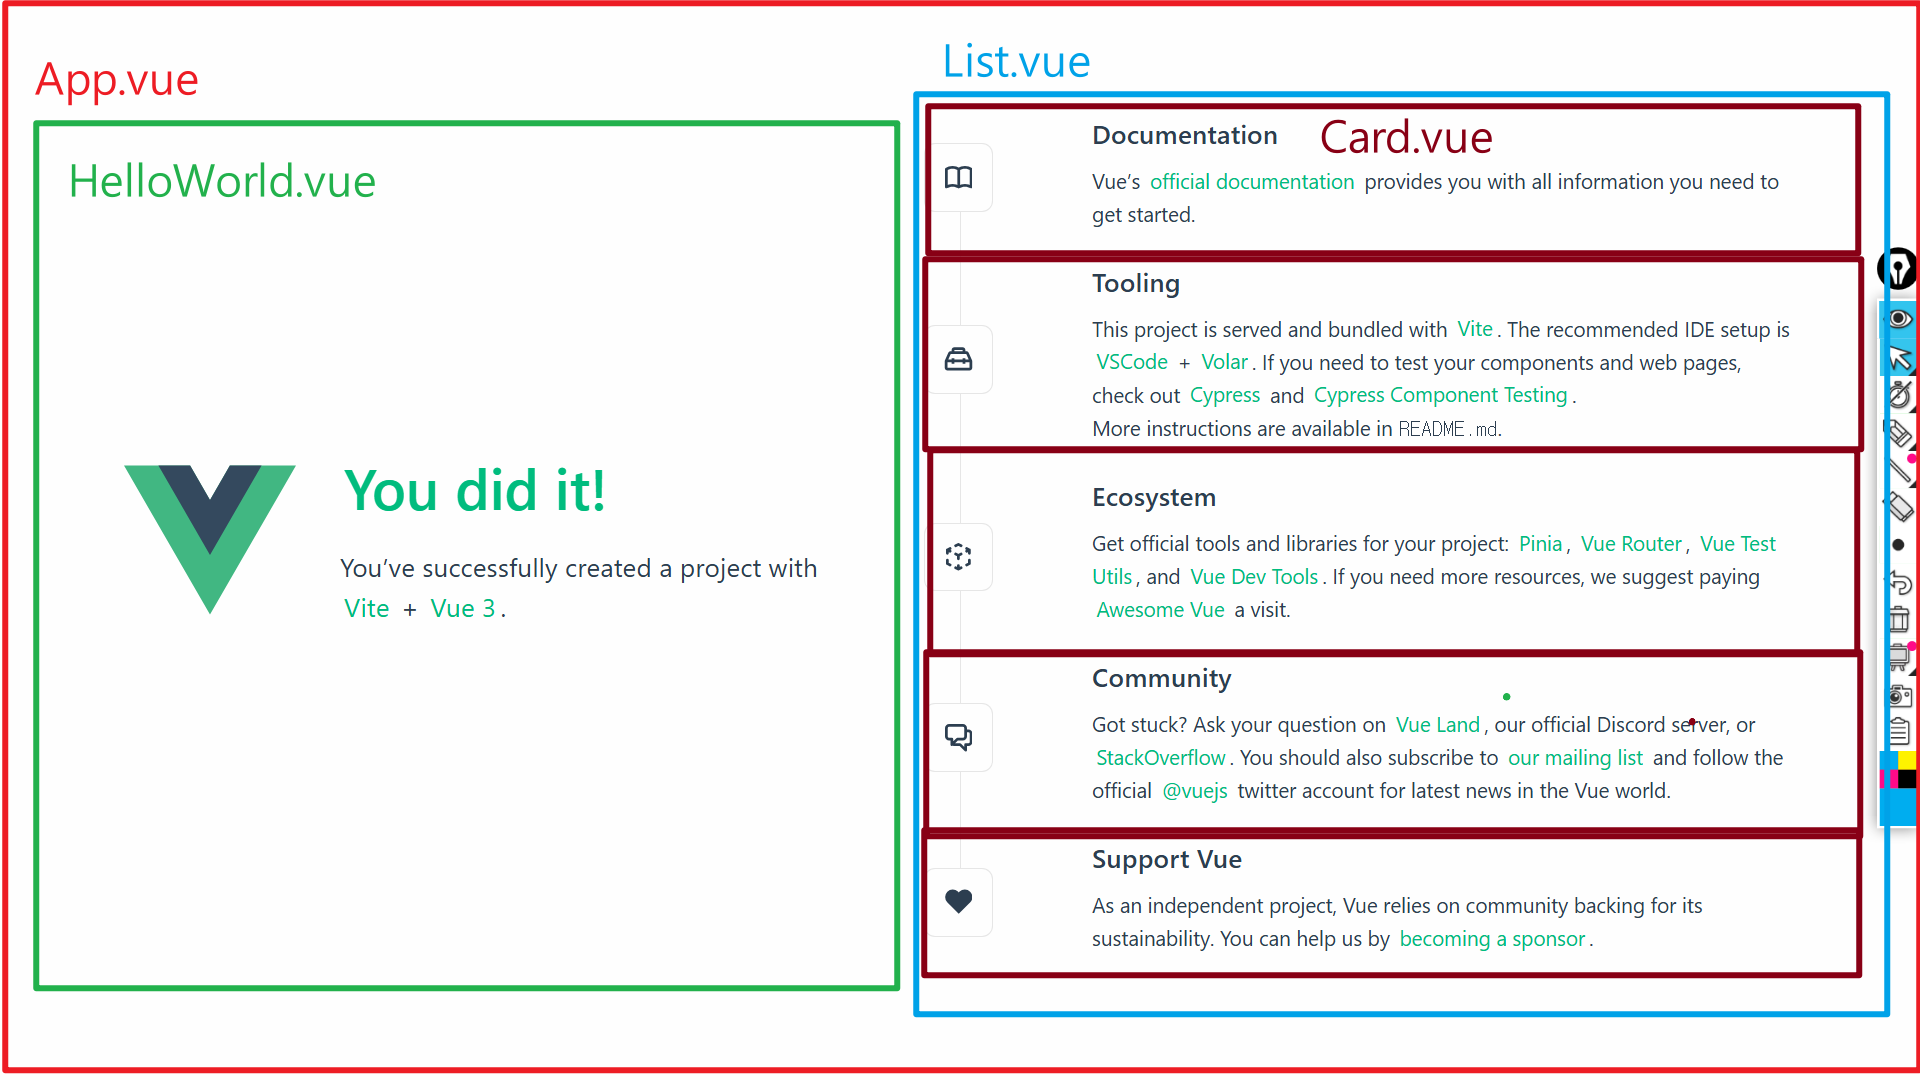 App.vue
HelloWorld.vue
You did it!
You’ve successfully created a project with
Vite + Vue 3.
List.vue
Card.vue
Documentation
Vue’s official documentation provides you with all information you need to
get started.
Tooling
This project is served and bundled with Vite. The recommended IDE setup is
VSCode + Volar. If you need to test your components and web pages,
check out Cypress and Cypress Component Testing.
More instructions are available in README.md.
Ecosystem
Get official tools and libraries for your project: Pinia, Vue Router, Vue Test
Utils, and Vue Dev Tools. If you need more resources, we suggest paying
Awesome Vue a visit.
Community
Got stuck? Ask your question on Vue Land, our official Discord server, or
StackOverflow. You should also subscribe to our mailing list and follow the
official @vuejs twitter account for latest news in the Vue world.
Support Vue
As an independent project, Vue relies on community backing for its
sustainability. You can help us by becoming a sponsor.